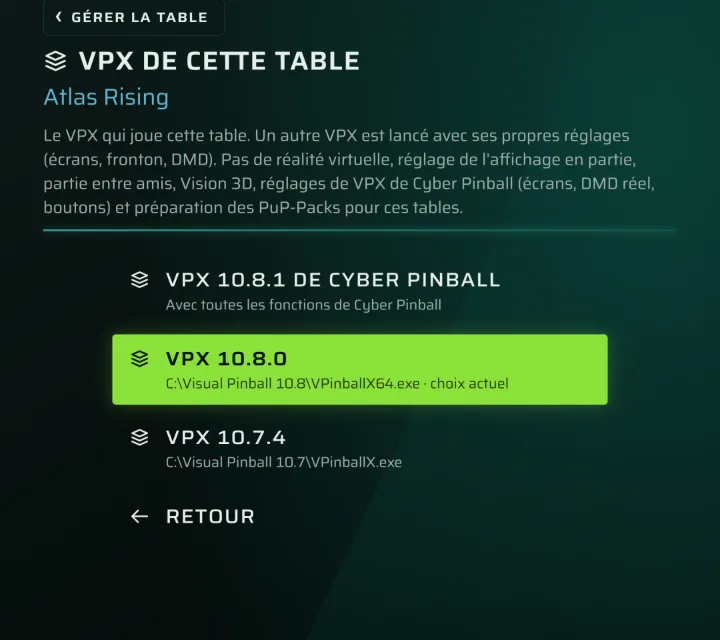 ‹ GÉRER LA TABLE
VPX DE CETTE TABLE
Atlas Rising
Le VPX qui joue cette table. Un autre VPX est lancé avec ses propres réglages
(écrans, fronton, DMD). Pas de réalité virtuelle, réglage de l'affichage en partie,
partie entre amis, Vision 3D, réglages de VPX de Cyber Pinball (écrans, DMD réel,
boutons) et préparation des PuP-Packs pour ces tables.
VPX 10.8.1 DE CYBER PINBALL
Avec toutes les fonctions de Cyber Pinball
VPX 10.8.0
C:\Visual Pinball 10.8\VPinballX64.exe · choix actuel
VPX 10.7.4
C:\Visual Pinball 10.7\VPinballX.exe
← RETOUR